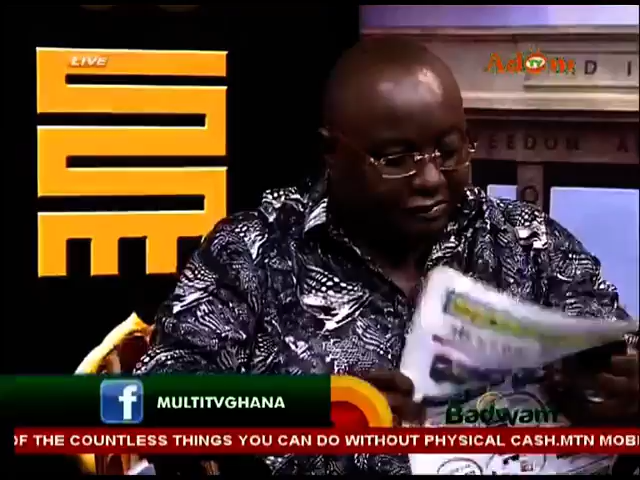 LIVE
Adom
TV
D I
FREEDOM A
f
MULTITVGHANA
Badwam
OF THE COUNTLESS THINGS YOU CAN DO WITHOUT PHYSICAL CASH.MTN MOBI